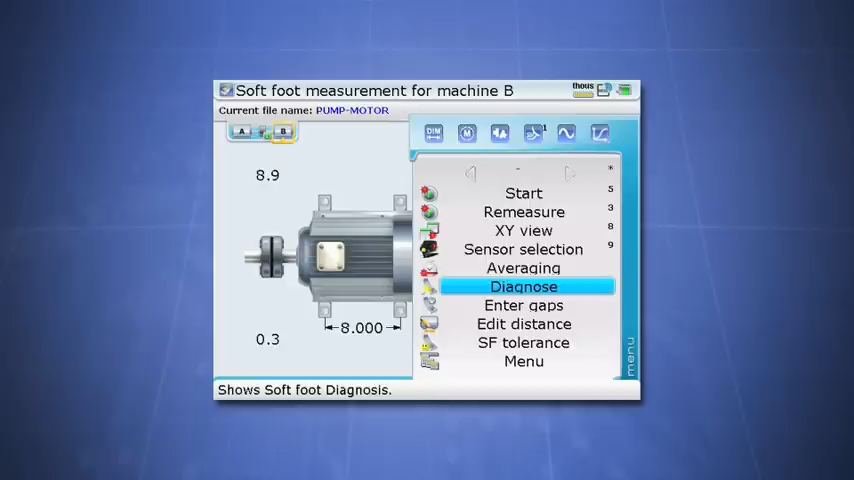 Soft foot measurement for machine B
thous
Current file name: PUMP-MOTOR
A
B
DIM
M
1
8.9
- *
Start 5
Remeasure 3
XY view 8
Sensor selection 9
Averaging
Diagnose
Enter gaps
8.000
Edit distance
0.3
SF tolerance
Menu
menu
Shows Soft foot Diagnosis.